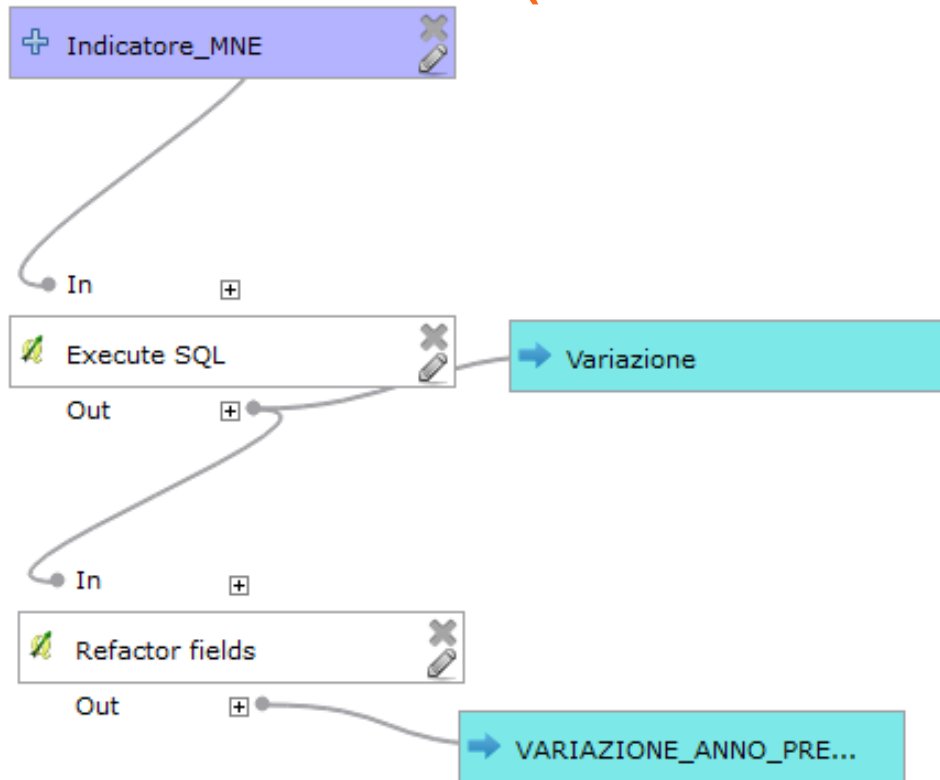 Indicatore_MNE
In
Execute SQL
Variazione
Out
In
Refactor fields
Out
VARIAZIONE_ANNO_PRE...